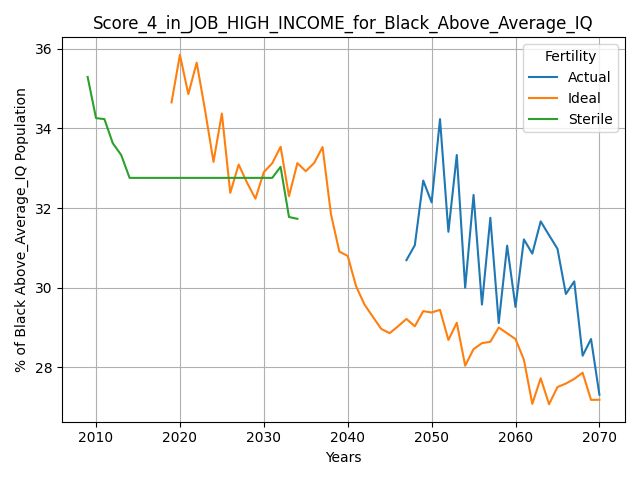 Score_4_in_JOB_HIGH_INCOME_for_Black_Above_Average_IQ
Fertility
Actual
Ideal
Sterile
% of Black Above_Average_IQ Population
36
34
32
30
28
2010 2020 2030 2040 2050 2060 2070
Years